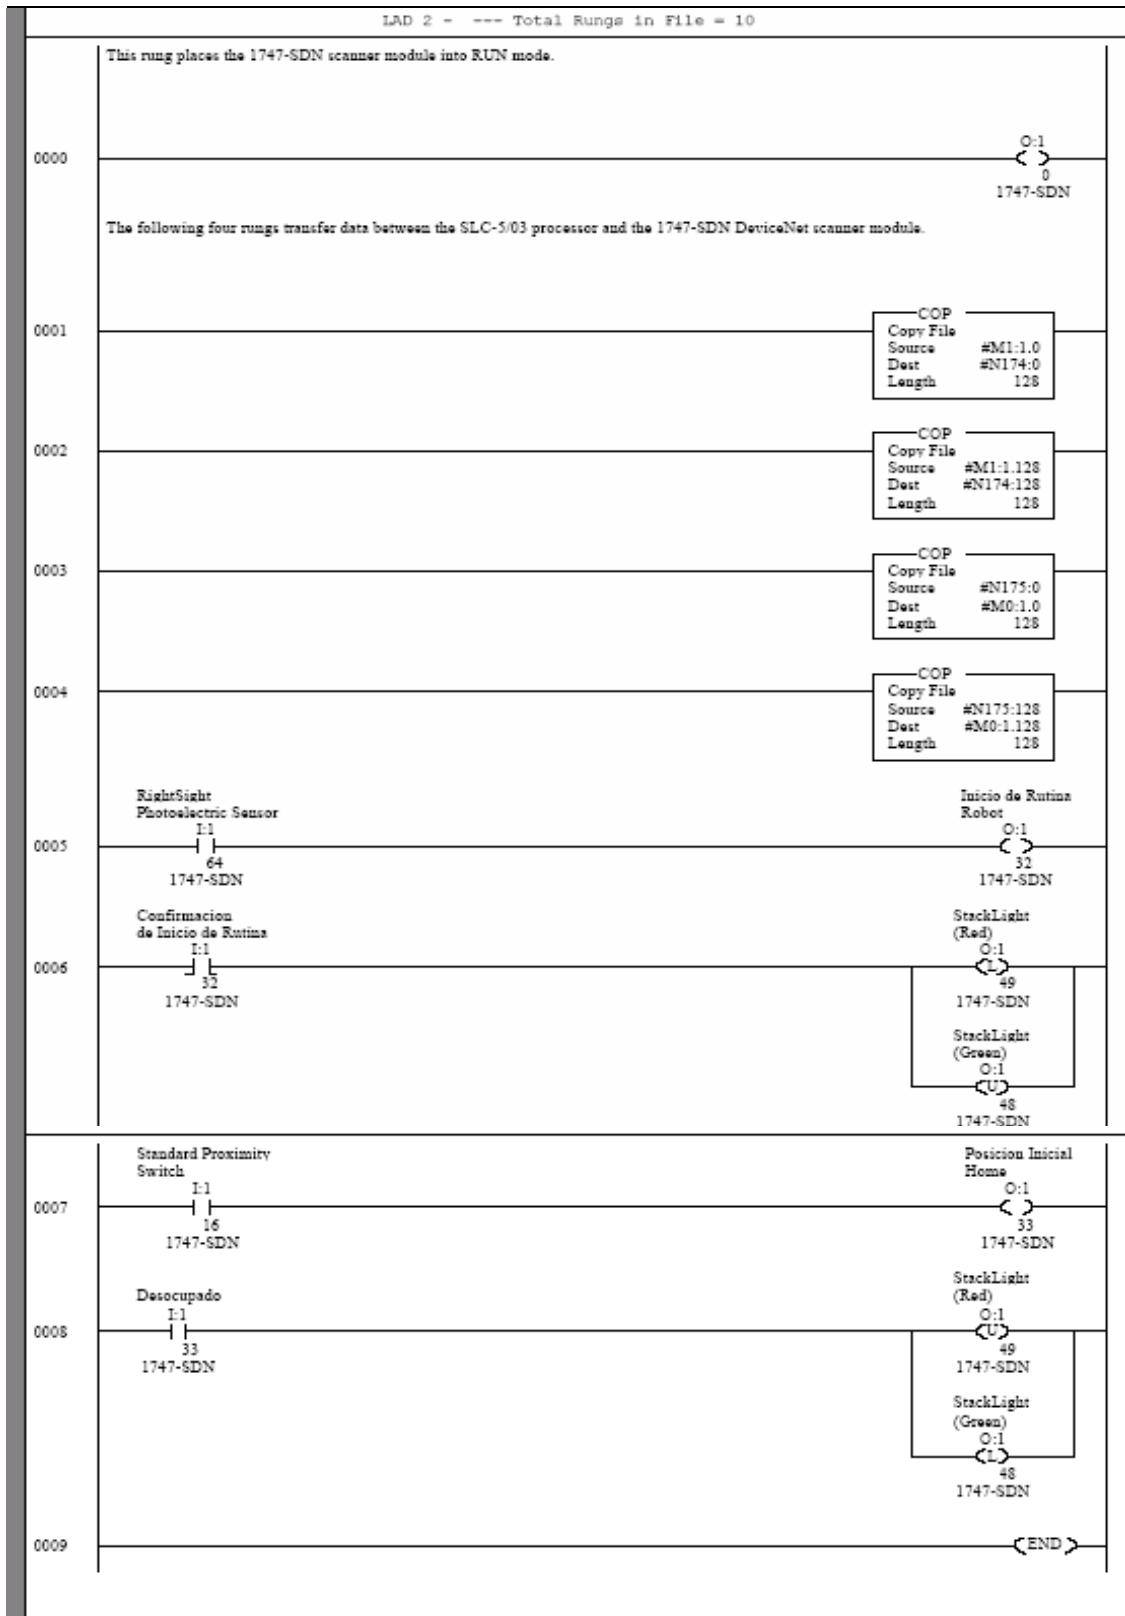 LAD 2 - --- Total Rungs in File = 10
This rung places the 1747-SDN scanner module into RUN mode.
0000
O:1
0
1747-SDN
The following four rungs transfer data between the SLC-5/03 processor and the 1747-SDN DeviceNet scanner module.
0001
COP
Copy File
Source #M1:1.0
Dest #N174:0
Length 128
0002
COP
Copy File
Source #M1:1.128
Dest #N174:128
Length 128
0003
COP
Copy File
Source #N175:0
Dest #M0:1.0
Length 128
0004
COP
Copy File
Source #N175:128
Dest #M0:1.128
Length 128
RightSight
Photoelectric Sensor
I:1
0005
64
1747-SDN
Inicio de Rutina
Robot
O:1
32
1747-SDN
Confirmacion
de Inicio de Rutina
I:1
0006
32
1747-SDN
StackLight
(Red)
O:1
L
49
1747-SDN
StackLight
(Green)
O:1
U
48
1747-SDN
Standard Proximity
Switch
I:1
0007
16
1747-SDN
Posicion Inicial
Home
O:1
33
1747-SDN
Desocupado
I:1
0008
33
1747-SDN
StackLight
(Red)
O:1
U
49
1747-SDN
StackLight
(Green)
O:1
L
48
1747-SDN
0009
END